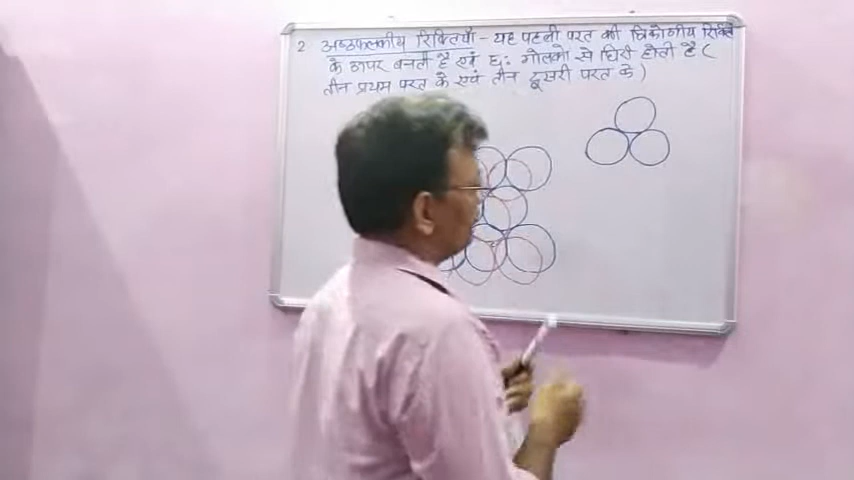 2 अष्टफलकीय रिक्तियाँ - यह पहली परत की त्रिकोणीय रिक्ति
के ऊपर बनती है एवं छः गोलको से घिरी होती है (
तीन प्रथम परत के एवं तीन दूसरी परत के)